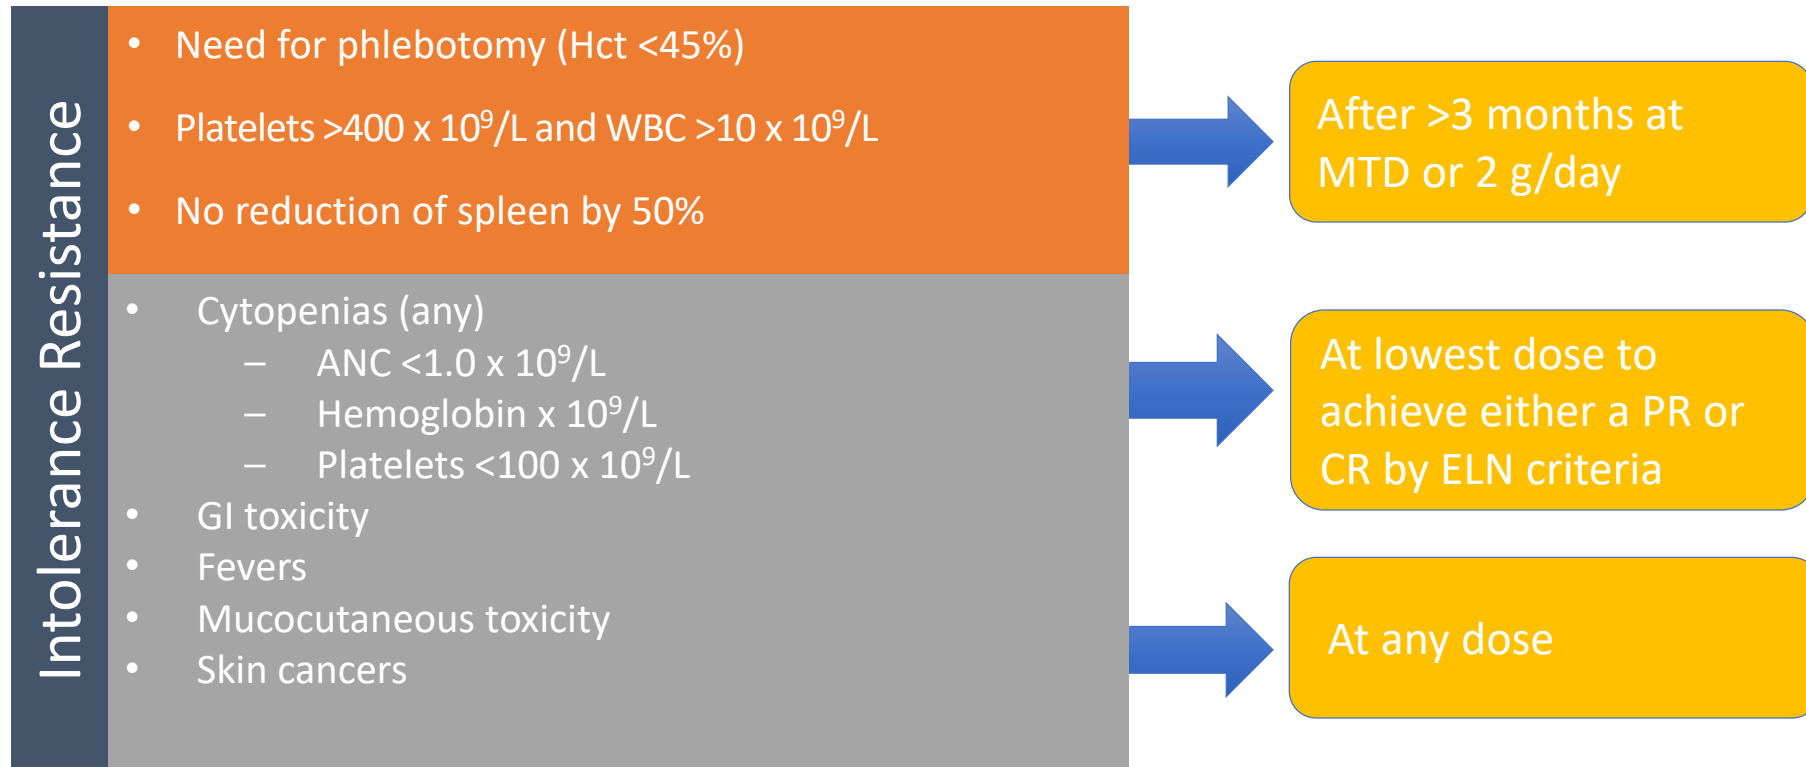 Intolerance Resistance
• Need for phlebotomy (Hct <45%)
• Platelets >400 x 10⁹/L and WBC >10 x 10⁹/L
• No reduction of spleen by 50%
After >3 months at
MTD or 2 g/day
• Cytopenias (any)
– ANC <1.0 x 10⁹/L
– Hemoglobin x 10⁹/L
– Platelets <100 x 10⁹/L
• GI toxicity
• Fevers
• Mucocutaneous toxicity
• Skin cancers
At lowest dose to
achieve either a PR or
CR by ELN criteria
At any dose